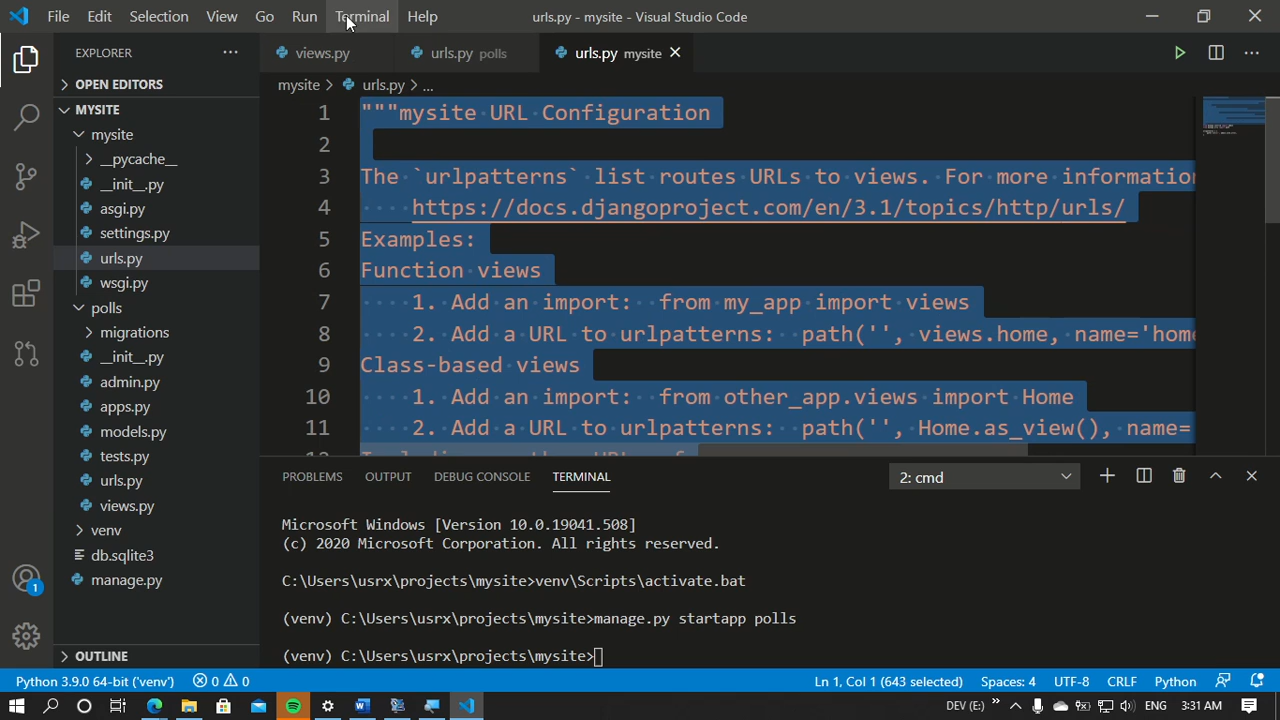 File Edit Selection View Go Run Terminal Help urls.py - mysite - Visual Studio Code
EXPLORER
views.py urls.py polls urls.py mysite
OPEN EDITORS
mysite > urls.py > ...
MYSITE
mysite
__pycache__
__init__.py
asgi.py
settings.py
urls.py
wsgi.py
polls
migrations
__init__.py
admin.py
apps.py
models.py
tests.py
urls.py
views.py
venv
db.sqlite3
manage.py
OUTLINE
1 """mysite URL Configuration
2
3 The `urlpatterns` list routes URLs to views. For more information
4 https://docs.djangoproject.com/en/3.1/topics/http/urls/
5 Examples:
6 Function views
7 1. Add an import: from my_app import views
8 2. Add a URL to urlpatterns: path('', views.home, name='home
9 Class-based views
10 1. Add an import: from other_app.views import Home
11 2. Add a URL to urlpatterns: path('', Home.as_view(), name=
PROBLEMS OUTPUT DEBUG CONSOLE TERMINAL 2: cmd
Microsoft Windows [Version 10.0.19041.508]
(c) 2020 Microsoft Corporation. All rights reserved.
C:\Users\usrx\projects\mysite>venv\Scripts\activate.bat
(venv) C:\Users\usrx\projects\mysite>manage.py startapp polls
(venv) C:\Users\usrx\projects\mysite>
1
Python 3.9.0 64-bit ('venv') 0 0 Ln 1, Col 1 (643 selected) Spaces: 4 UTF-8 CRLF Python
DEV (E:) ENG 3:31 AM